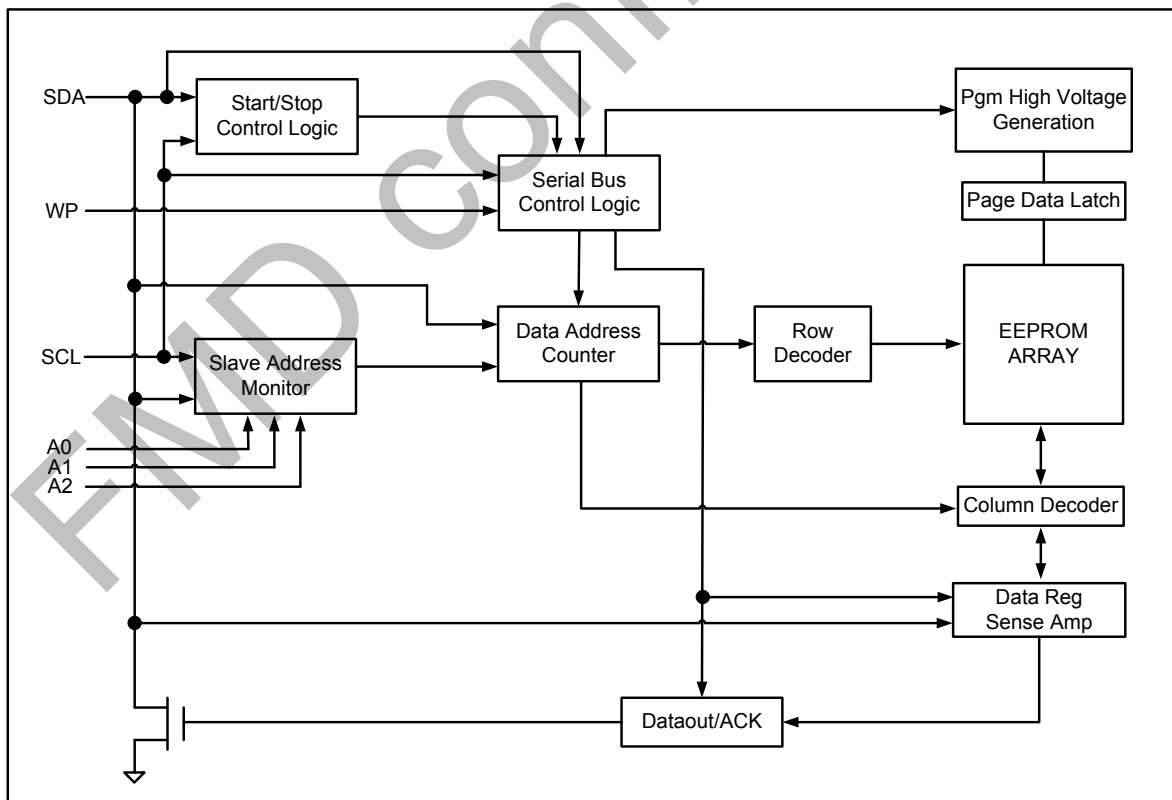 SDA
Start/Stop
Control Logic
Pgm High Voltage
Generation
Serial Bus
Control Logic
WP
Page Data Latch
Data Address
Counter
Row
Decoder
EEPROM
ARRAY
SCL
Slave Address
Monitor
A0
A1
A2
Column Decoder
Data Reg
Sense Amp
Dataout/ACK
FMD